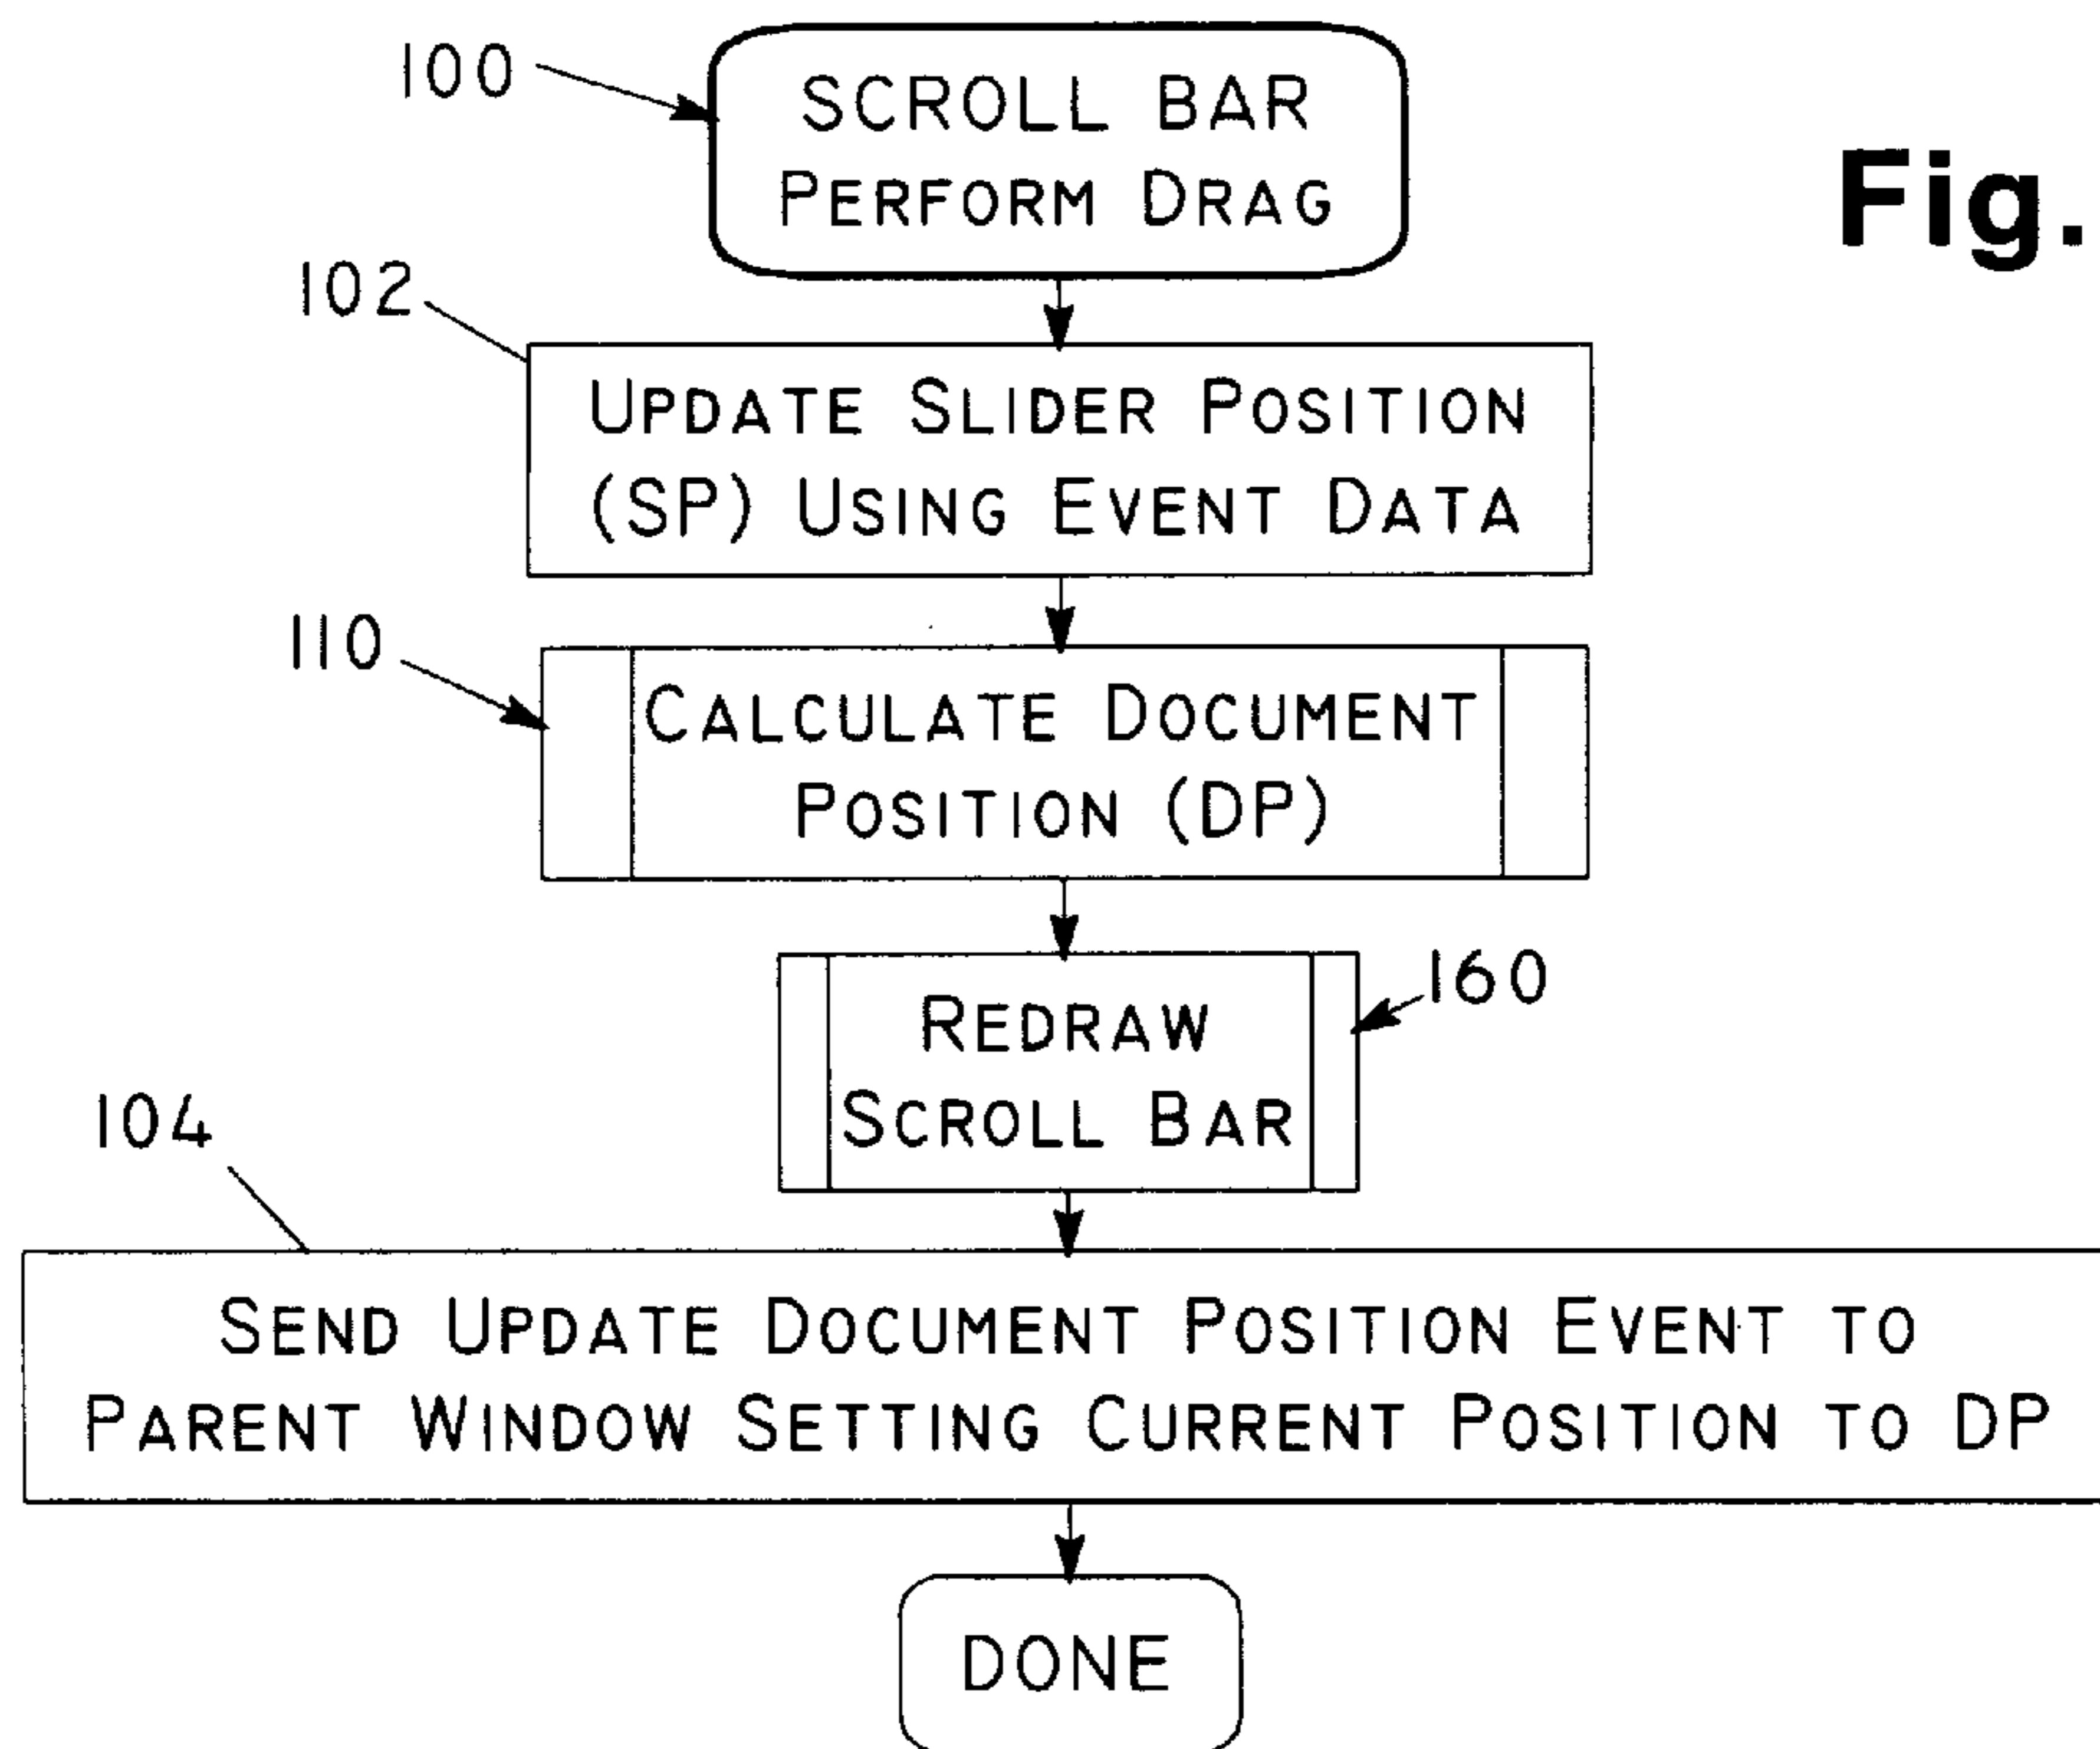 100
SCROLL BAR
PERFORM DRAG
Fig.
102
UPDATE SLIDER POSITION
(SP) USING EVENT DATA
110
CALCULATE DOCUMENT
POSITION (DP)
160
REDRAW
SCROLL BAR
104
SEND UPDATE DOCUMENT POSITION EVENT TO
PARENT WINDOW SETTING CURRENT POSITION TO DP
DONE